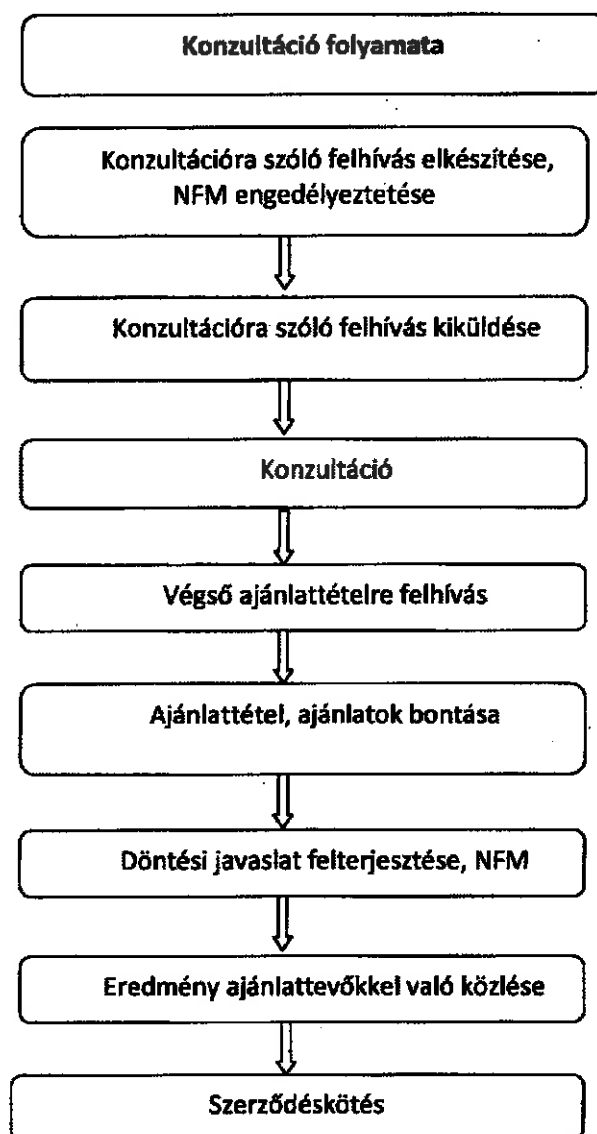 Konzultáció folyamata
Konzultációra szóló felhívás elkészítése,
NFM engedélyeztetése
Konzultációra szóló felhívás kiküldése
Konzultáció
Végső ajánlattételre felhívás
Ajánlattétel, ajánlatok bontása
Döntési javaslat felterjesztése, NFM
Eredmény ajánlattevőkkel való közlése
Szerződéskötés